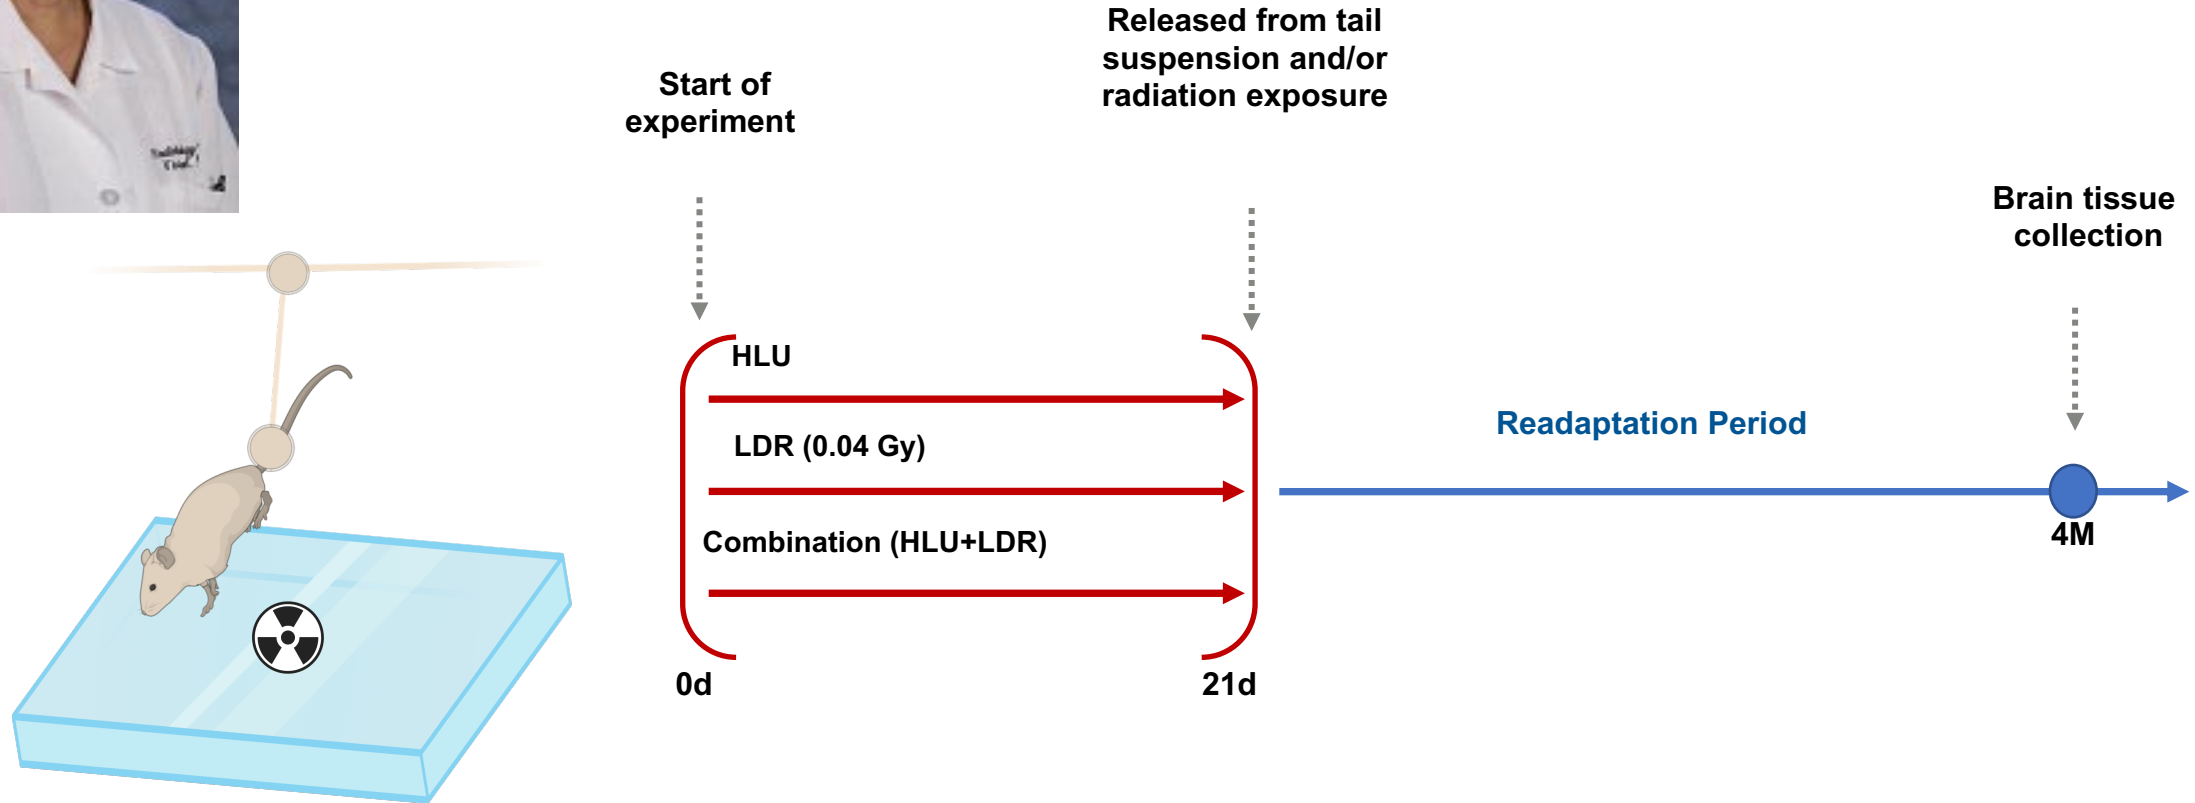 Released from tail
suspension and/or
radiation exposure
Start of
experiment
Brain tissue
collection
HLU
LDR (0.04 Gy)
Combination (HLU+LDR)
Readaptation Period
4M
0d
21d